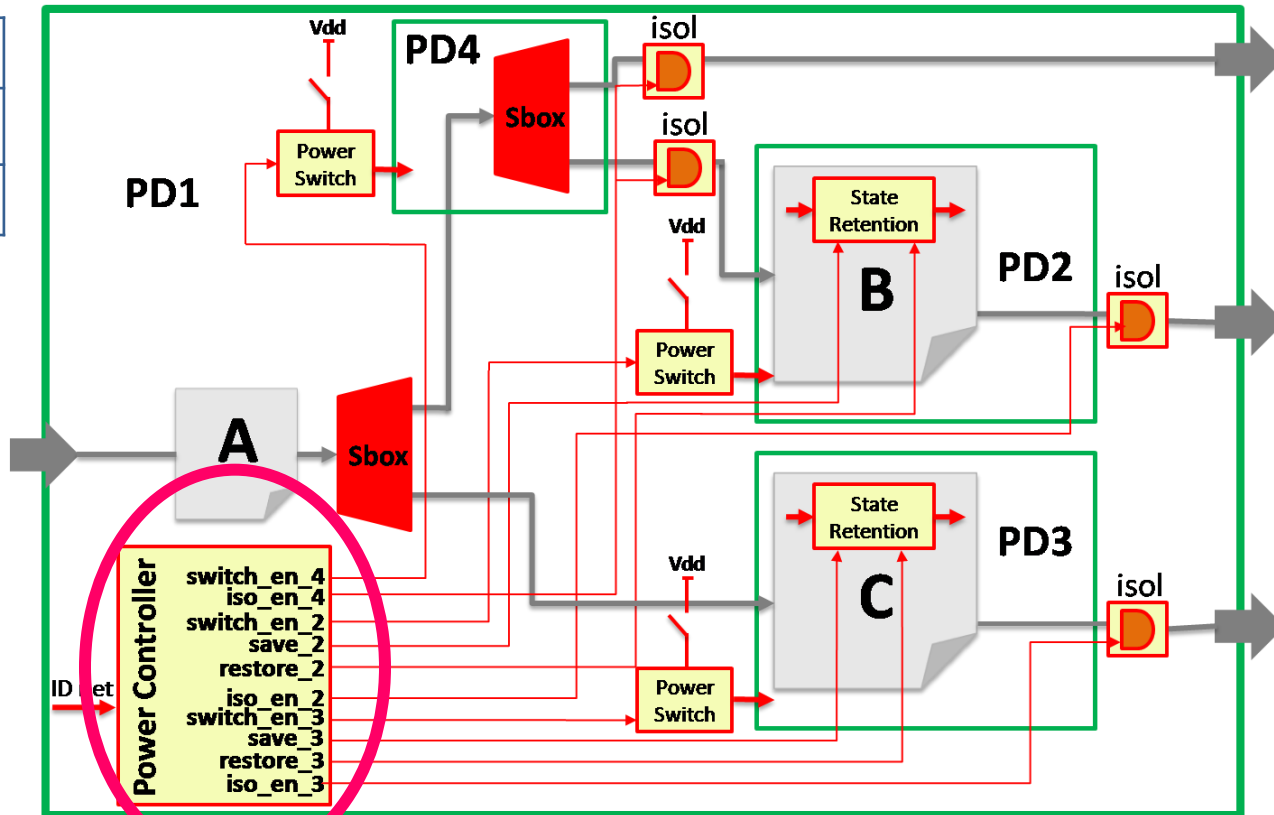 Vdd
isol
PD4
Sbox
isol
Power
Switch
PD1
State
Retention
Vdd
B
PD2
isol
Power
Switch
A
Sbox
State
Retention
PD3
Vdd
C
isol
Power
Switch
ID
Power Controller
switch_en_4
iso_en_4
switch_en_2
save_2
restore_2
iso_en_2
switch_en_3
save_3
restore_3
iso_en_3